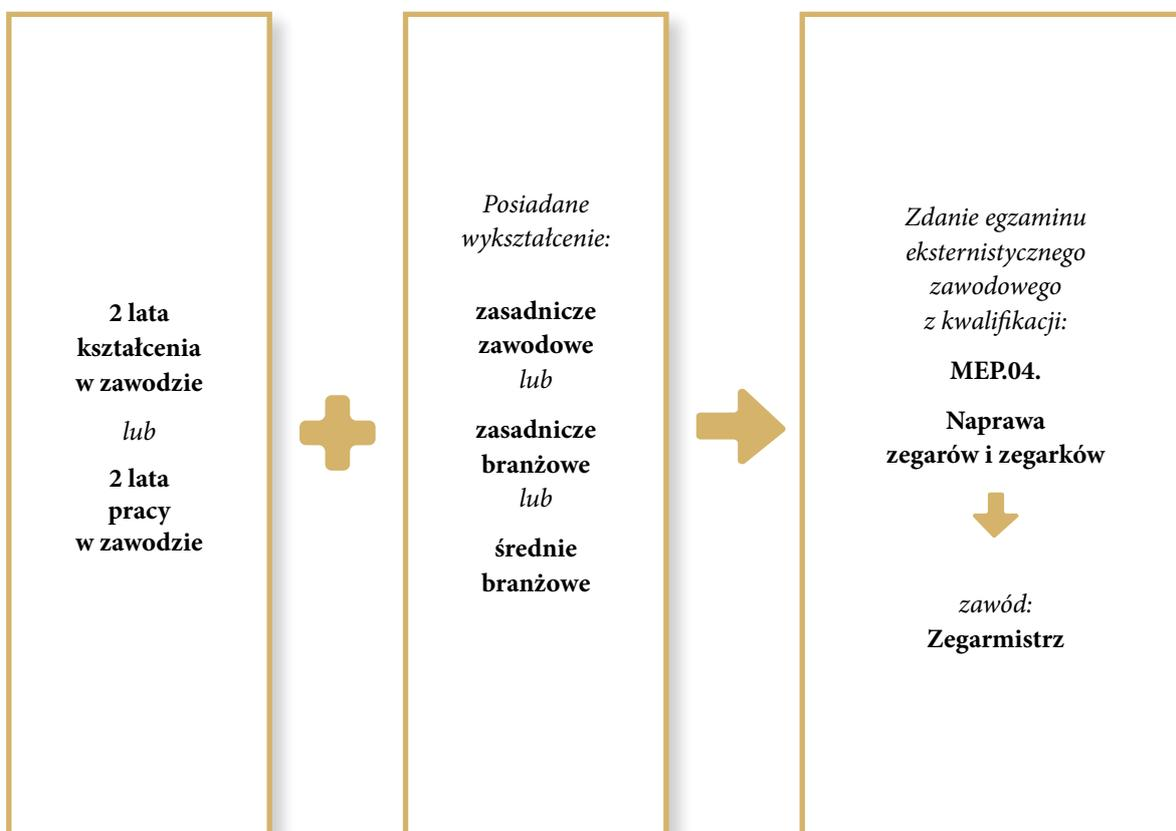 2 lata
kształcenia
w zawodzie
lub
2 lata
pracy
w zawodzie
Posiadane
wykształcenie:
zasadnicze
zawodowe
lub
zasadnicze
branżowe
lub
średnie
branżowe
Zdanie egzaminu
eksternistycznego
zawodowego
z kwalifikacji:
MEP.04.
Naprawa
zegarów i zegarków
zawód:
Zegarmistrz